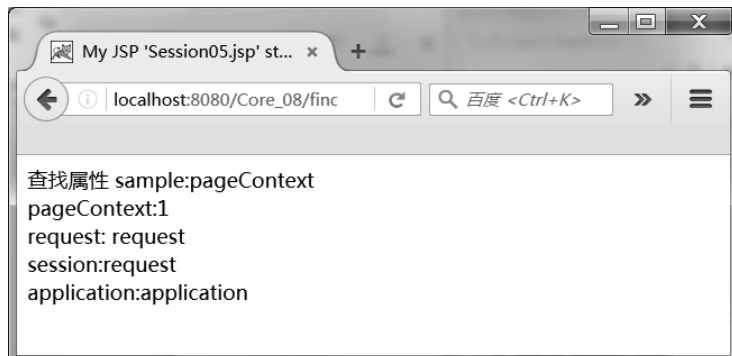 My JSP 'Session05.jsp' st...
localhost:8080/Core_08/finc
百度 <Ctrl+K>
查找属性 sample:pageContext
pageContext:1
request: request
session:request
application:application